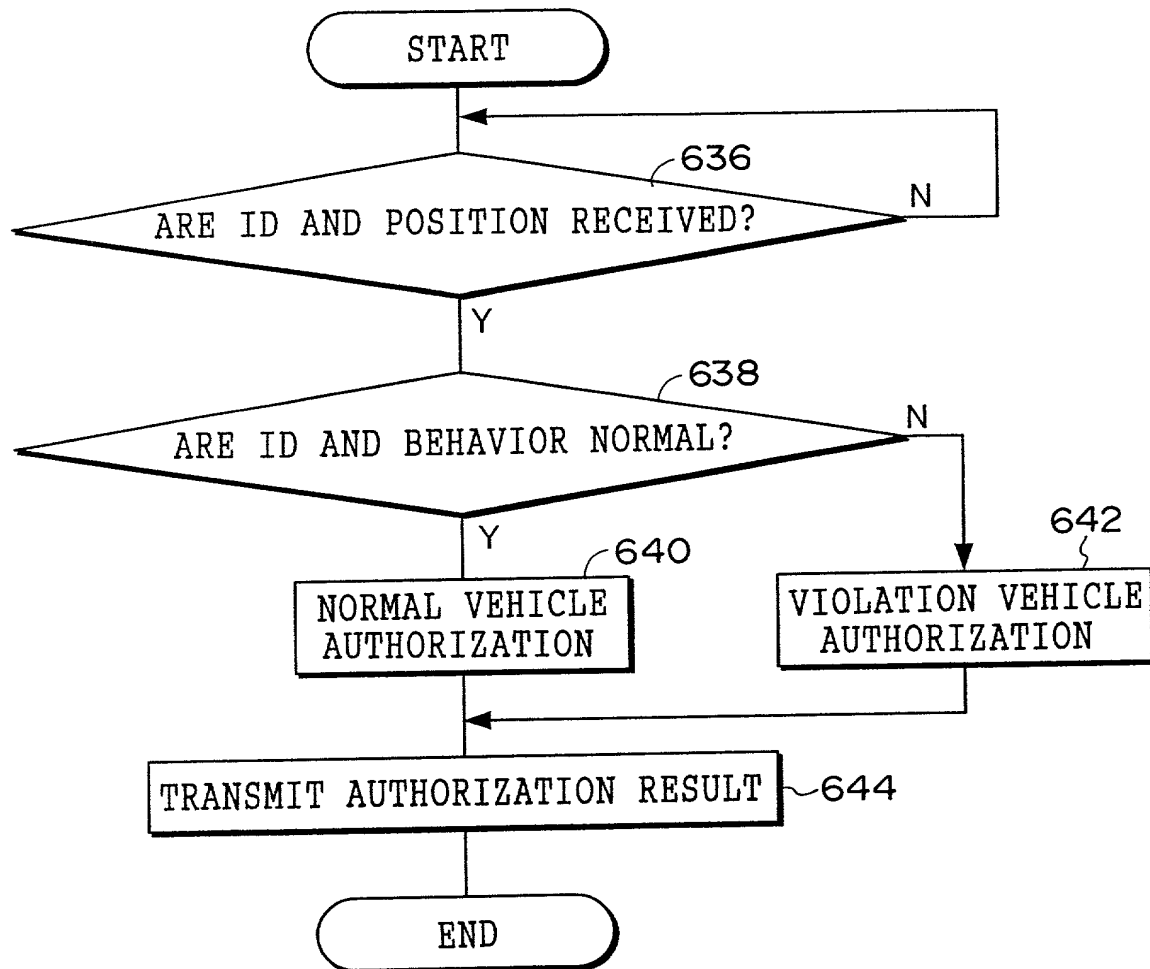 START
636
ARE ID AND POSITION RECEIVED?
N
Y
638
ARE ID AND BEHAVIOR NORMAL?
N
Y
640
NORMAL VEHICLE
AUTHORIZATION
642
VIOLATION VEHICLE
AUTHORIZATION
TRANSMIT AUTHORIZATION RESULT
644
END